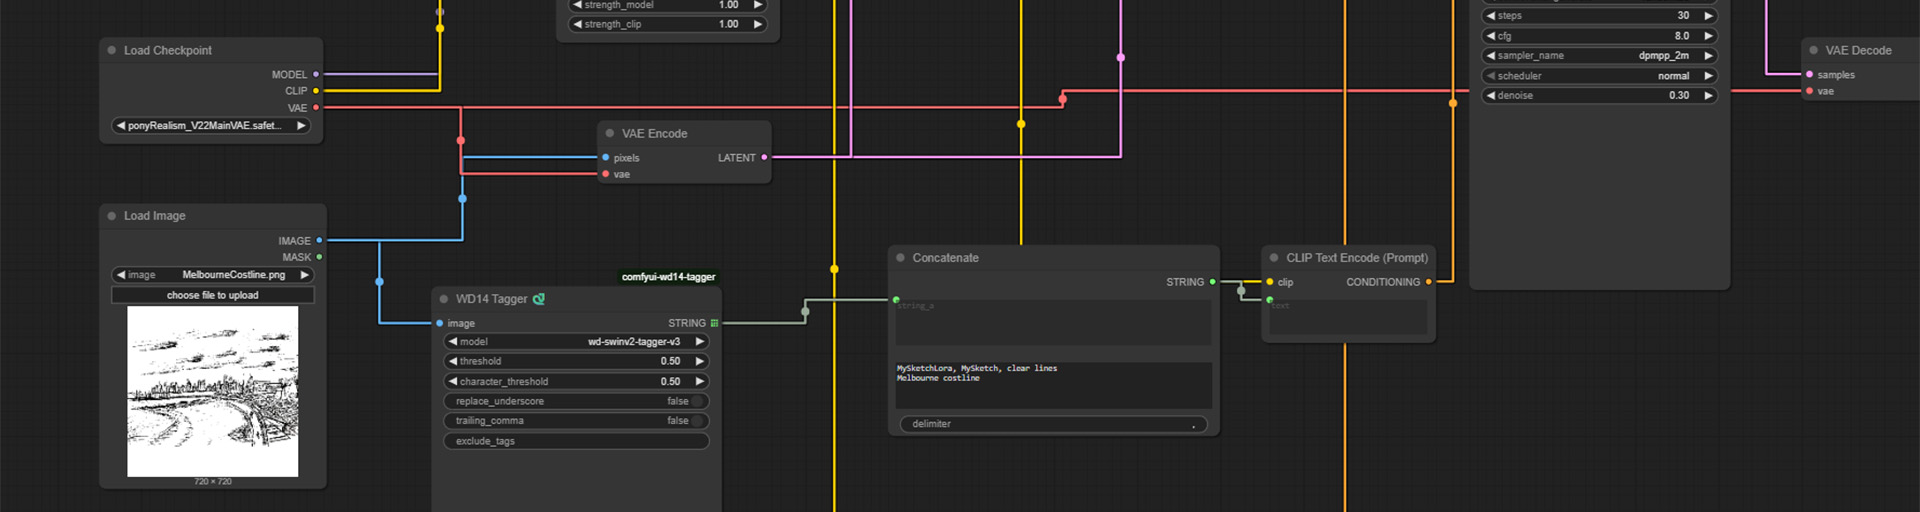 strength_model 1.00
strength_clip 1.00
steps 30
cfg 8.0
sampler_name dpmpp_2m
scheduler normal
denoise 0.30
Load Checkpoint
MODEL
CLIP
VAE
ponyRealism_V22MainVAE.safet...
VAE Encode
pixels LATENT
vae
VAE Decode
samples
vae
Load Image
IMAGE
MASK
image MelbourneCostline.png
choose file to upload
720 × 720
comfyui-wd14-tagger
WD14 Tagger
image STRING
model wd-swinv2-tagger-v3
threshold 0.50
character_threshold 0.50
replace_underscore false
trailing_comma false
exclude_tags
Concatenate
STRING
string_a
MySketchLora, MySketch, clear lines
Melbourne costline
delimiter ,
CLIP Text Encode (Prompt)
clip CONDITIONING
text